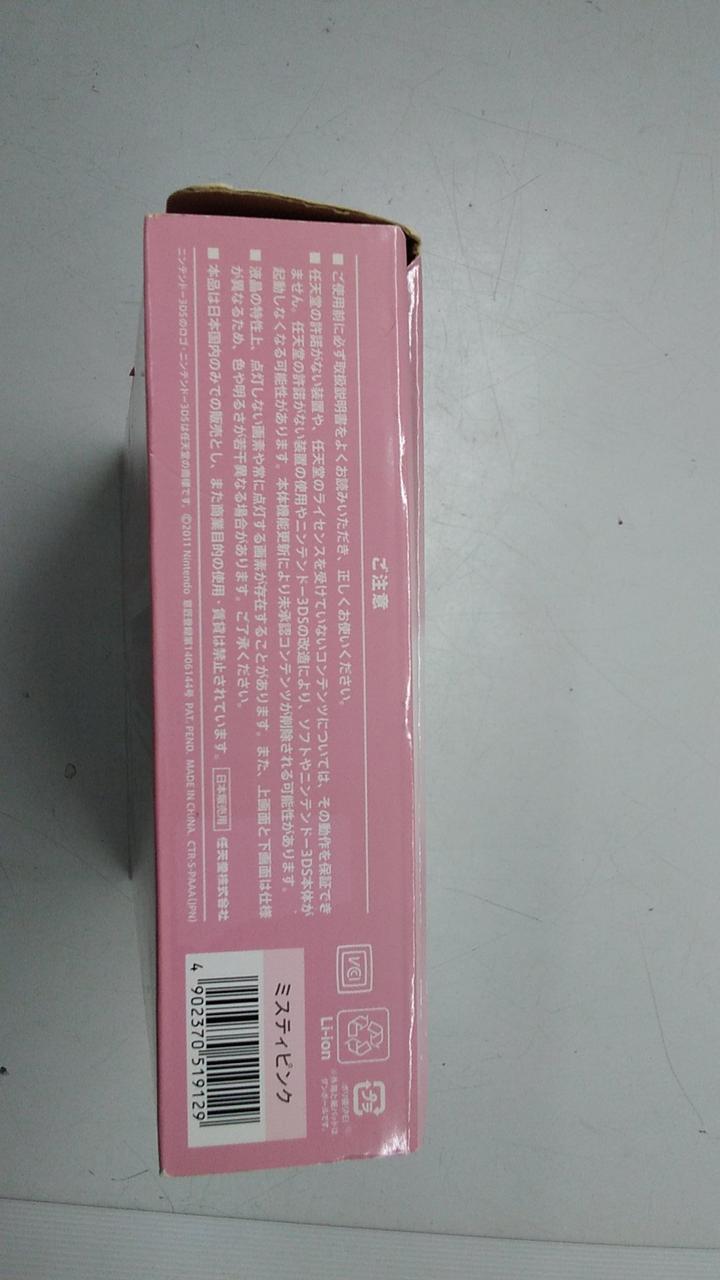 ご注意
■ ご使用前に必ず取扱説明書をよくお読みいただき、正しくお使いください。
■ 任天堂の許諾がない装置や、任天堂のライセンスを受けていないコンテンツについては、その動作を保証でき
ません。任天堂の許諾がない装置の使用やニンテンドー3DSの改造により、ソフトやニンテンドー3DS本体が
起動しなくなる可能性があります。本体機能更新により未承認コンテンツが削除される可能性があります。
■ 液晶の特性上、点灯しない画素や常に点灯する画素が存在することがあります。また、上画面と下画面は仕様
が異なるため、色や明るさが若干異なる場合があります。ご了承ください。
■ 本品は日本国内のみでの販売とし、また商業目的の使用・賃貸は禁止されています。 日本販売用 任天堂株式会社
ニンテンドー3DSのロゴ・ニンテンドー3DSは任天堂の商標です。 ©2011 Nintendo 意匠登録第1406144号 PAT. PEND. MADE IN CHINA CTR-S-PAAA(JPN)
VCI
Li-ion
プラ
ミスティピンク
4 902370 519129